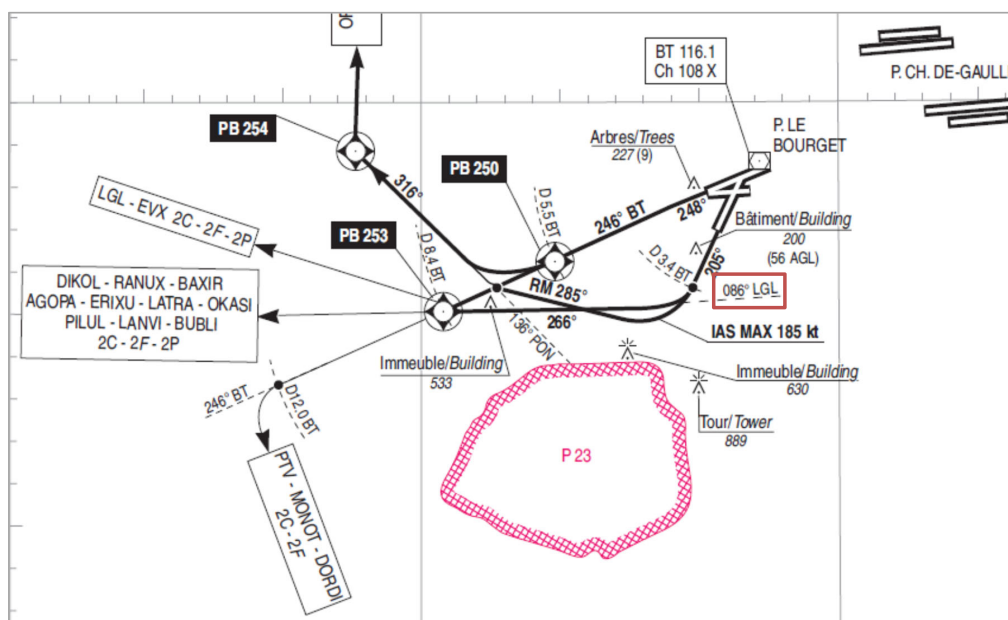 OF
BT 116.1
Ch 108 X
P. CH. DE-GAULL
PB 254
Arbres/Trees
227 (9)
P. LE
BOURGET
PB 250
316°
D 5.5 BT
246° BT
248°
LGL - EVX 2C - 2F - 2P
PB 253
D 8.4 BT
Bâtiment/Building
200
(56 AGL)
D 3.4 BT
205°
DIKOL - RANUX - BAXIR
AGOPA - ERIXU - LATRA - OKASI
PILUL - LANVI - BUBLI
2C - 2F - 2P
RM 285°
086° LGL
266°
IAS MAX 185 kt
136° PON
Immeuble/Building
533
Immeuble/Building
630
246° BT
D12.0 BT
Tour/Tower
889
P 23
PTV - MONOT - DORDI
2C - 2F